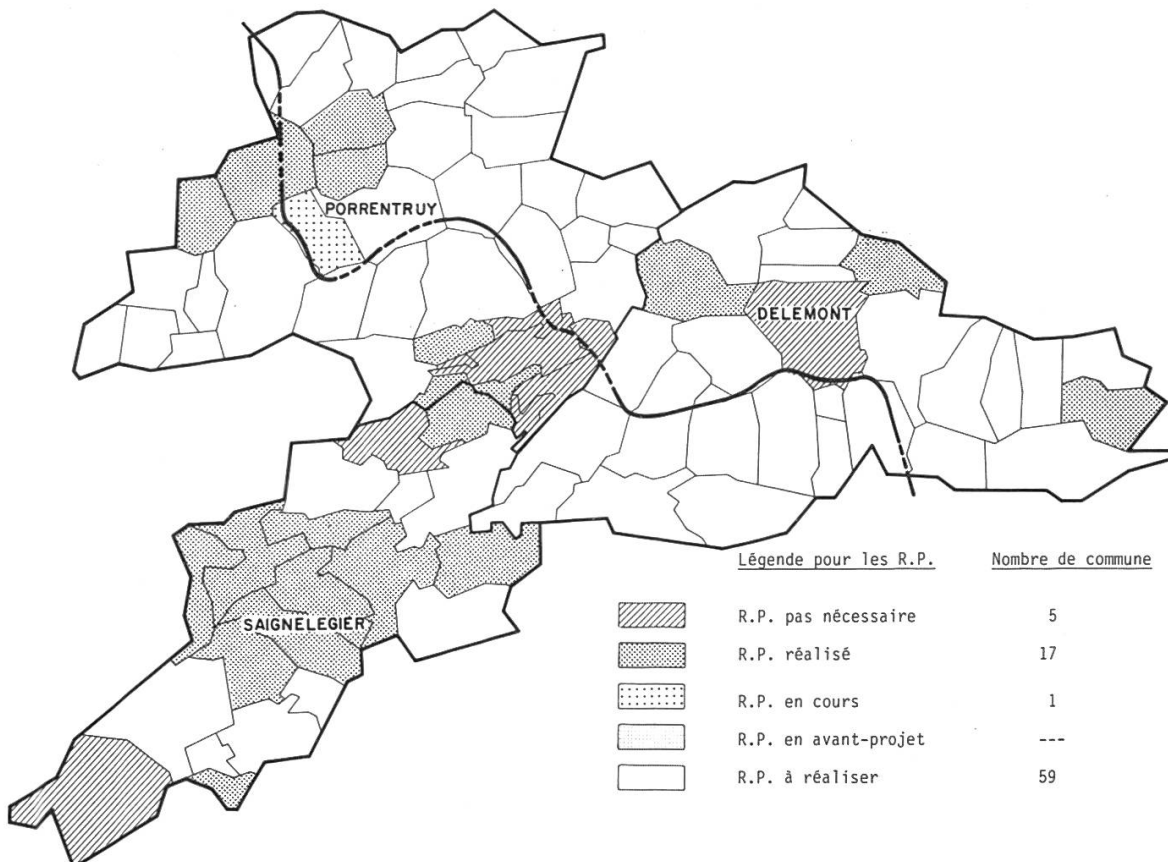 PORRENTRUY
DELEMONT
SAIGNELEGIER
Légende pour les R.P. Nombre de commune
R.P. pas nécessaire 5
R.P. réalisé 17
R.P. en cours 1
R.P. en avant-projet ---
R.P. à réaliser 59